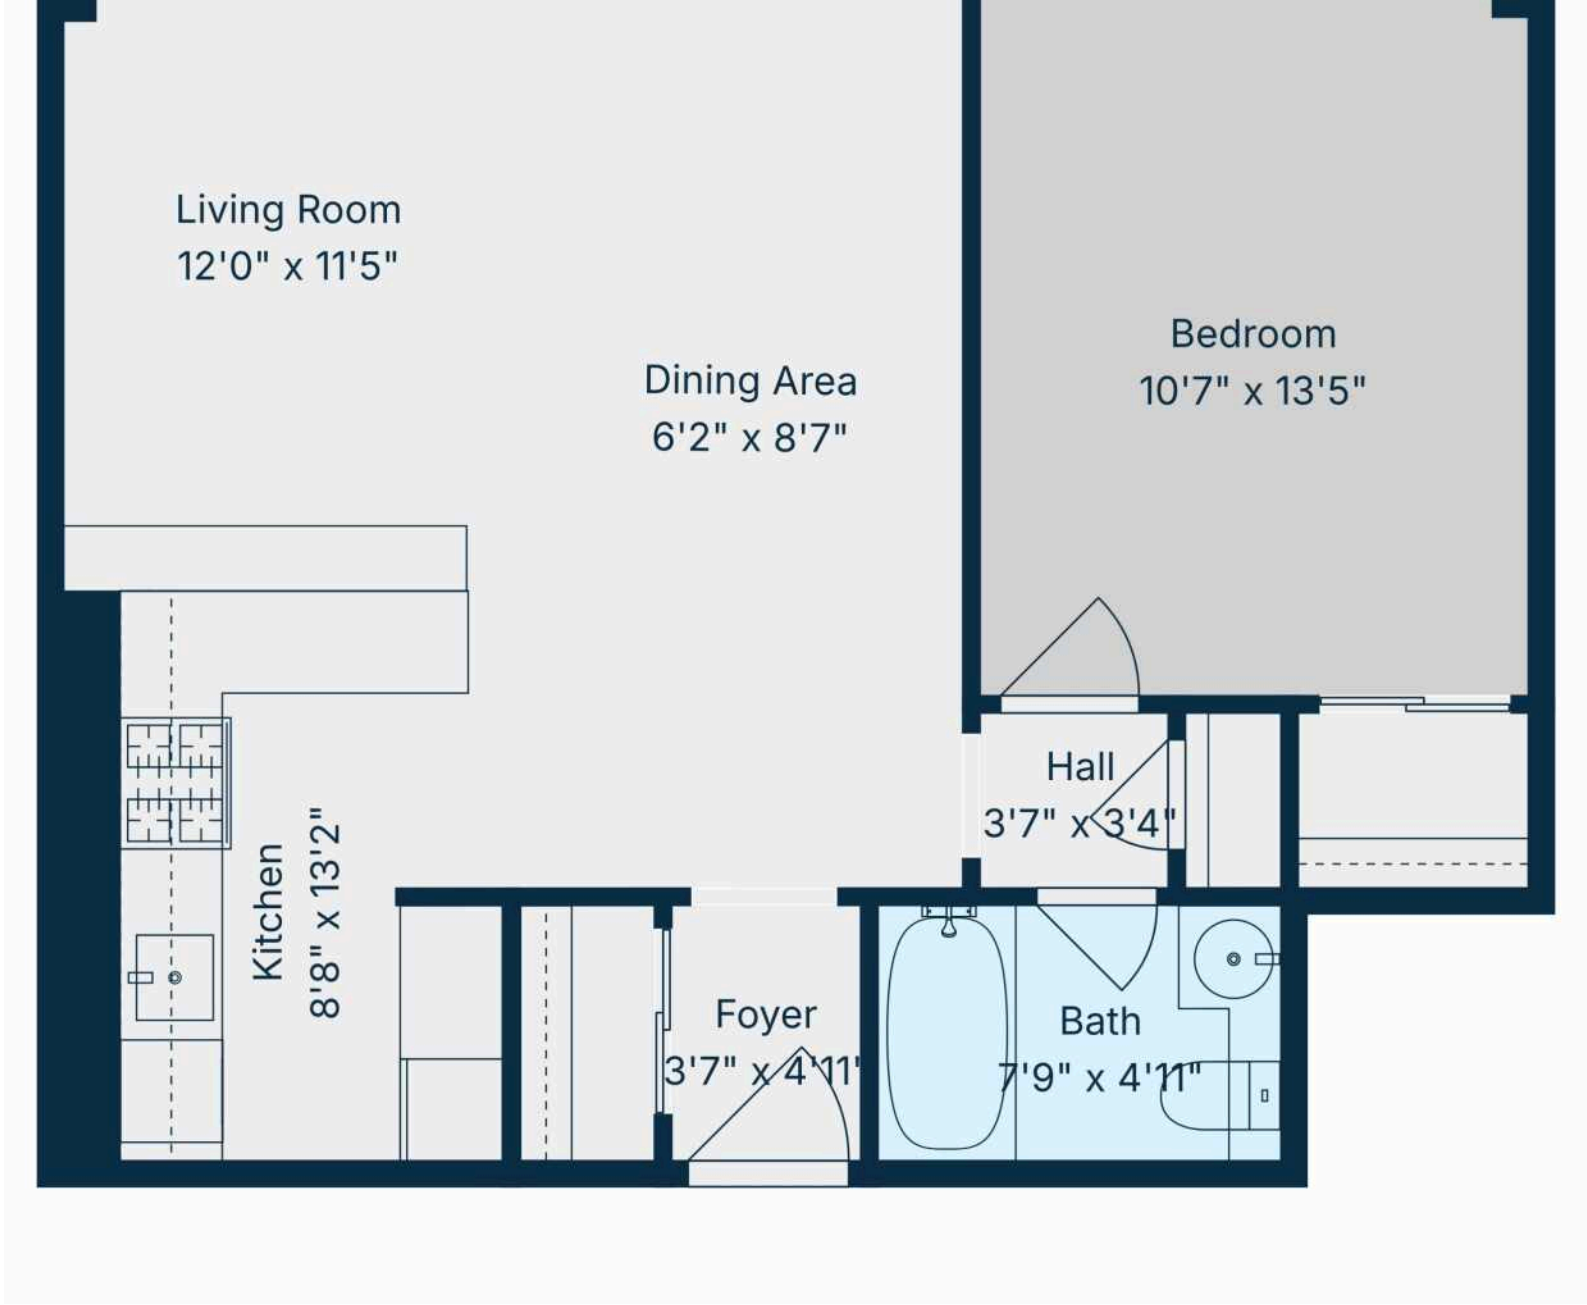 Living Room
12'0" x 11'5"
Dining Area
6'2" x 8'7"
Bedroom
10'7" x 13'5"
Hall
3'7" x 3'4"
Kitchen
8'8" x 13'2"
Foyer
3'7" x 4'11'
Bath
7'9" x 4'11"